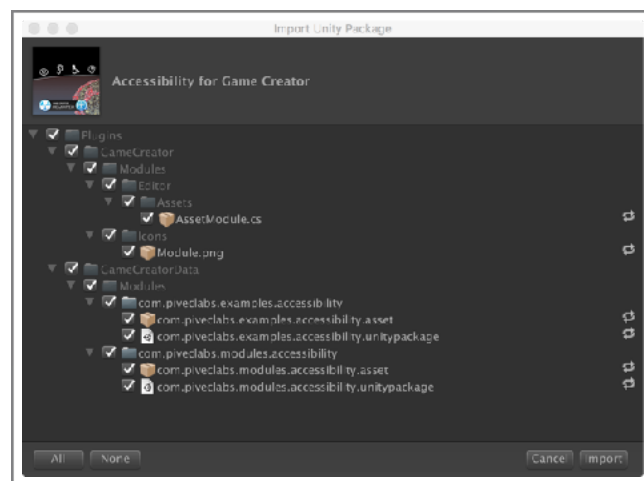 Import Unity Package
Accessibility for Game Creator
Plugins
GameCreator
Modules
Editor
Assets
AssetModule.cs
Icons
Module.png
GameCreatorData
Modules
com.piveclabs.examples.accessibility
com.piveclabs.examples.accessibility.asset
com.piveclabs.examples.accessibility.unitypackage
com.piveclabs.modules.accessibility
com.piveclabs.modules.accessibility.asset
com.piveclabs.modules.accessibility.unitypackage
All None Cancel Import